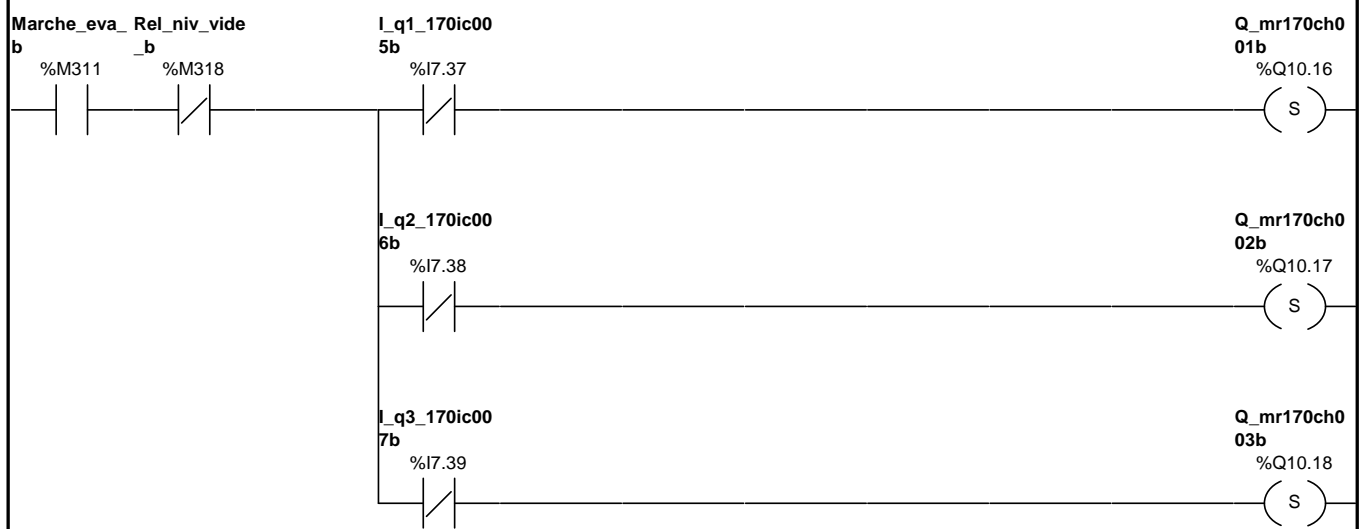 Marche_eva_ Rel_niv_vide I_q1_170ic00 Q_mr170ch0
b _b 5b 01b
%M311 %M318 %I7.37 %Q10.16
S
I_q2_170ic00 Q_mr170ch0
6b 02b
%I7.38 %Q10.17
S
I_q3_170ic00 Q_mr170ch0
7b 03b
%I7.39 %Q10.18
S